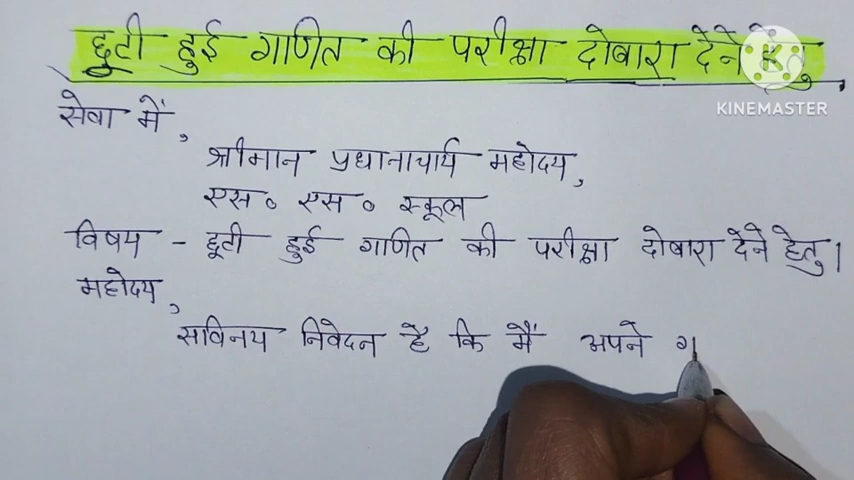 छूटी हुई गणित की परीक्षा दोबारा देने हेतु
KINEMASTER
सेवा में,
श्रीमान प्रधानाचार्य महोदय,
एस० एस० स्कूल
विषय - छूटी हुई गणित की परीक्षा दोबारा देने हेतु।
महोदय,
सविनय निवेदन है कि मैं अपने ग